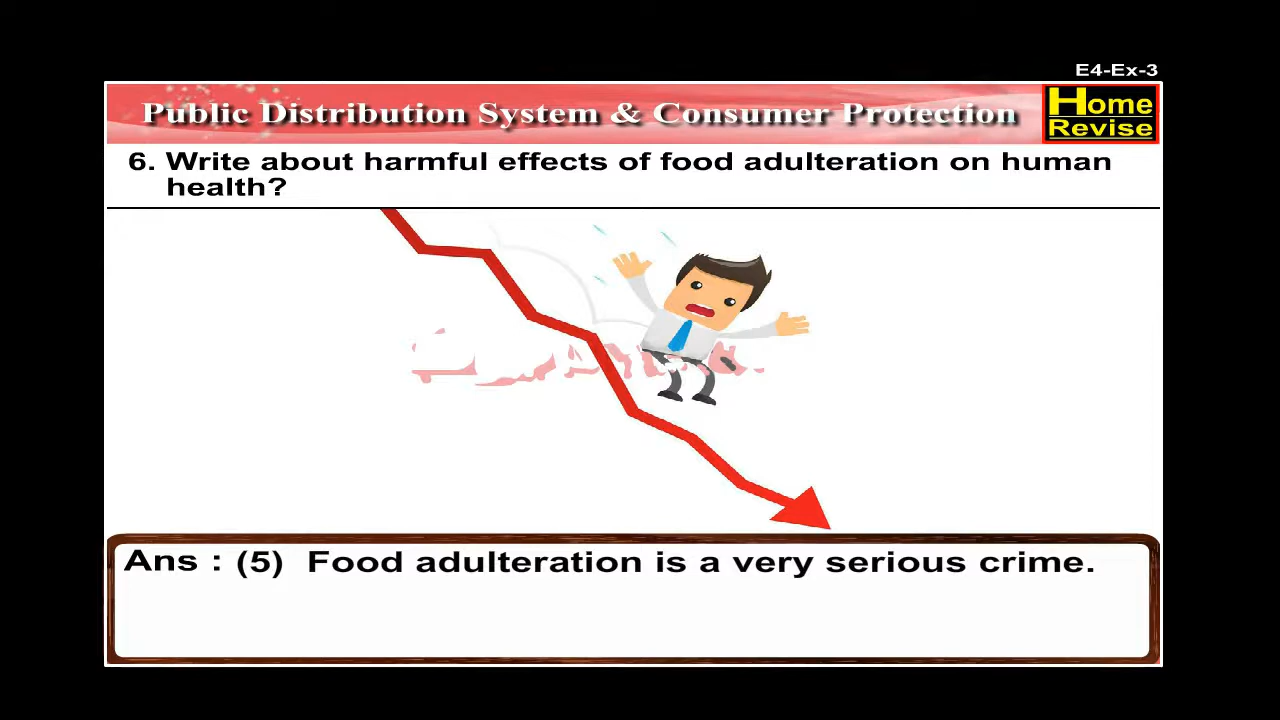 E4-Ex-3
Public Distribution System & Consumer Protection
Home
Revise
6. Write about harmful effects of food adulteration on human
health?
Ans : (5) Food adulteration is a very serious crime.